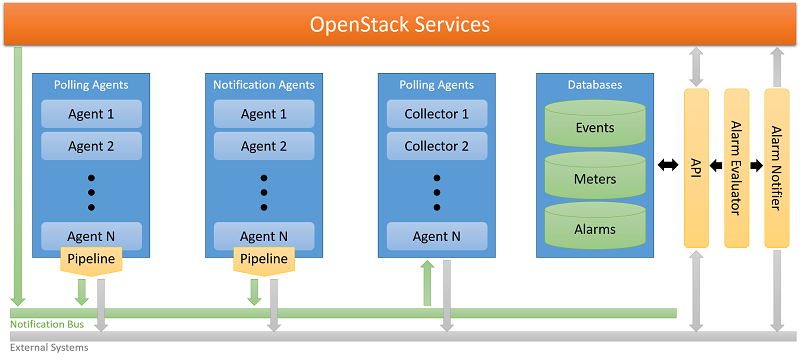 OpenStack Services
Polling Agents
Agent 1
Agent 2
Agent N
Pipeline
Notification Agents
Agent 1
Agent 2
Agent N
Pipeline
Polling Agents
Collector 1
Collector 2
Agent N
Databases
Events
Meters
Alarms
API
Alarm Evaluator
Alarm Notifier
Notification Bus
External Systems